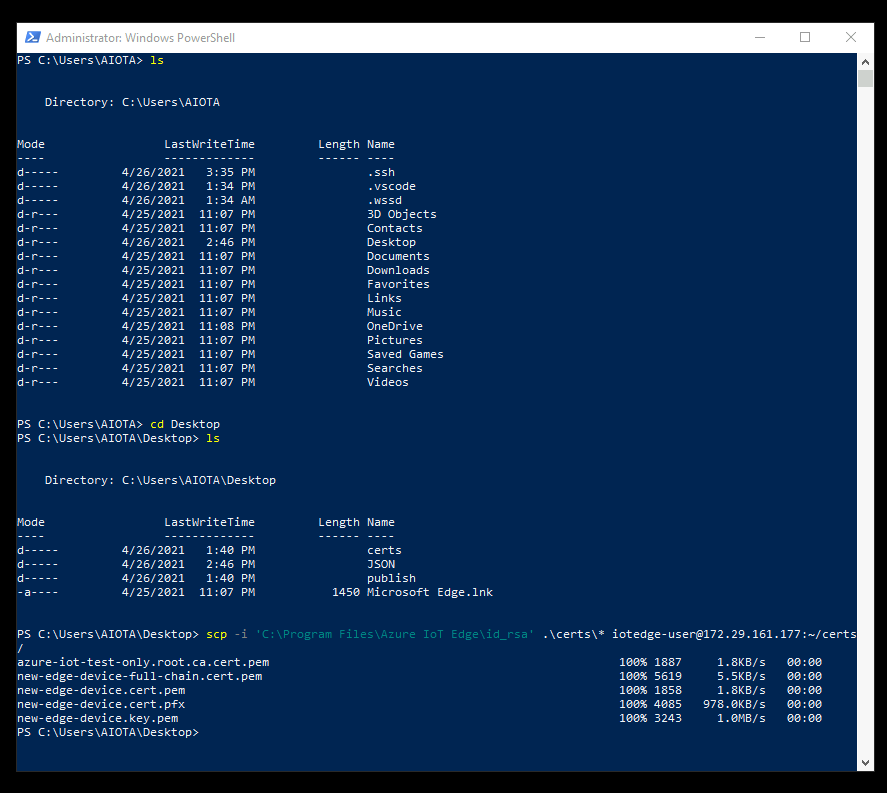 Administrator: Windows PowerShell
PS C:\Users\AIOTA> ls
Directory: C:\Users\AIOTA
Mode                 LastWriteTime         Length Name
----                 -------------         ------ ----
d-----         4/26/2021   3:35 PM                .ssh
d-----         4/26/2021   1:34 PM                .vscode
d-----         4/26/2021   1:34 AM                .wssd
d-r---         4/25/2021  11:07 PM                3D Objects
d-r---         4/25/2021  11:07 PM                Contacts
d-r---         4/26/2021   2:46 PM                Desktop
d-r---         4/25/2021  11:07 PM                Documents
d-r---         4/25/2021  11:07 PM                Downloads
d-r---         4/25/2021  11:07 PM                Favorites
d-r---         4/25/2021  11:07 PM                Links
d-r---         4/25/2021  11:07 PM                Music
d-r---         4/25/2021  11:08 PM                OneDrive
d-r---         4/25/2021  11:07 PM                Pictures
d-r---         4/25/2021  11:07 PM                Saved Games
d-r---         4/25/2021  11:07 PM                Searches
d-r---         4/25/2021  11:07 PM                Videos
PS C:\Users\AIOTA> cd Desktop
PS C:\Users\AIOTA\Desktop> ls
Directory: C:\Users\AIOTA\Desktop
Mode                 LastWriteTime         Length Name
----                 -------------         ------ ----
d-----         4/26/2021   1:40 PM                certs
d-----         4/26/2021   2:46 PM                JSON
d-----         4/26/2021   1:40 PM                publish
-a----         4/25/2021  11:07 PM           1450 Microsoft Edge.lnk
PS C:\Users\AIOTA\Desktop> scp -i 'C:\Program Files\Azure IoT Edge\id_rsa' .\certs\* iotedge-user@172.29.161.177:~/certs
/
azure-iot-test-only.root.ca.cert.pem 100% 1887 1.8KB/s 00:00
new-edge-device-full-chain.cert.pem 100% 5619 5.5KB/s 00:00
new-edge-device.cert.pem 100% 1858 1.8KB/s 00:00
new-edge-device.cert.pfx 100% 4085 978.0KB/s 00:00
new-edge-device.key.pem 100% 3243 1.0MB/s 00:00
PS C:\Users\AIOTA\Desktop>